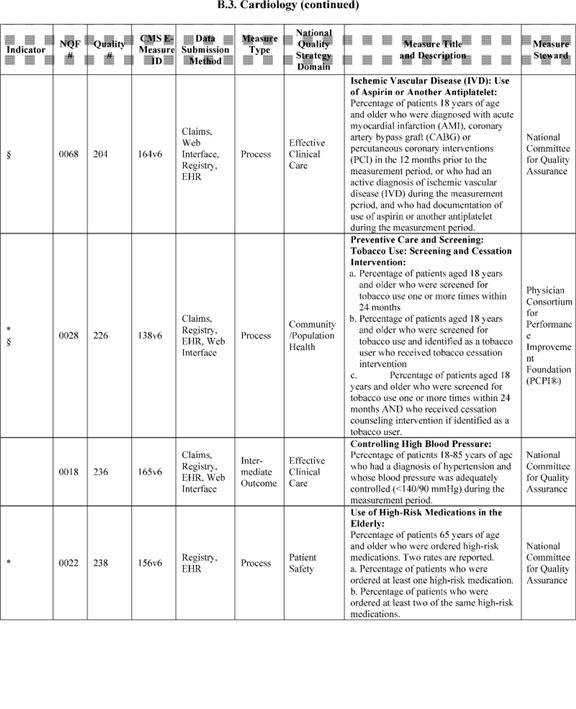 B.3. Cardiology (continued)
Indicator
NQF
#
Quality
#
CMS E-
Measure
ID
Data
Submission
Method
Measure
Type
National
Quality
Strategy
Domain
Measure Title
and Description
Measure
Steward
§
0068
204
164v6
Claims,
Web
Interface,
Registry,
EHR
Process
Effective
Clinical
Care
Ischemic Vascular Disease (IVD): Use
of Aspirin or Another Antiplatelet:
Percentage of patients 18 years of age
and older who were diagnosed with acute
myocardial infarction (AMI), coronary
artery bypass graft (CABG) or
percutaneous coronary interventions
(PCI) in the 12 months prior to the
measurement period, or who had an
active diagnosis of ischemic vascular
disease (IVD) during the measurement
period, and who had documentation of
use of aspirin or another antiplatelet
during the measurement period.
National
Committee
for Quality
Assurance
*
§
0028
226
138v6
Claims,
Registry,
EHR, Web
Interface
Process
Community
/Population
Health
Preventive Care and Screening:
Tobacco Use: Screening and Cessation
Intervention:
a. Percentage of patients aged 18 years
and older who were screened for
tobacco use one or more times within
24 months
b. Percentage of patients aged 18 years
and older who were screened for
tobacco use and identified as a tobacco
user who received tobacco cessation
intervention
c. Percentage of patients aged 18
years and older who were screened for
tobacco use one or more times within 24
months AND who received cessation
counseling intervention if identified as a
tobacco user.
Physician
Consortium
for
Performanc
e
Improveme
nt
Foundation
(PCPI®)
0018
236
165v6
Claims,
Registry,
EHR, Web
Interface
Inter-
mediate
Outcome
Effective
Clinical
Care
Controlling High Blood Pressure:
Percentage of patients 18-85 years of age
who had a diagnosis of hypertension and
whose blood pressure was adequately
controlled (<140/90 mmHg) during the
measurement period.
National
Committee
for Quality
Assurance
*
0022
238
156v6
Registry,
EHR
Process
Patient
Safety
Use of High-Risk Medications in the
Elderly:
Percentage of patients 65 years of age
and older who were ordered high-risk
medications. Two rates are reported.
a. Percentage of patients who were
ordered at least one high-risk medication.
b. Percentage of patients who were
ordered at least two of the same high-risk
medications.
National
Committee
for Quality
Assurance